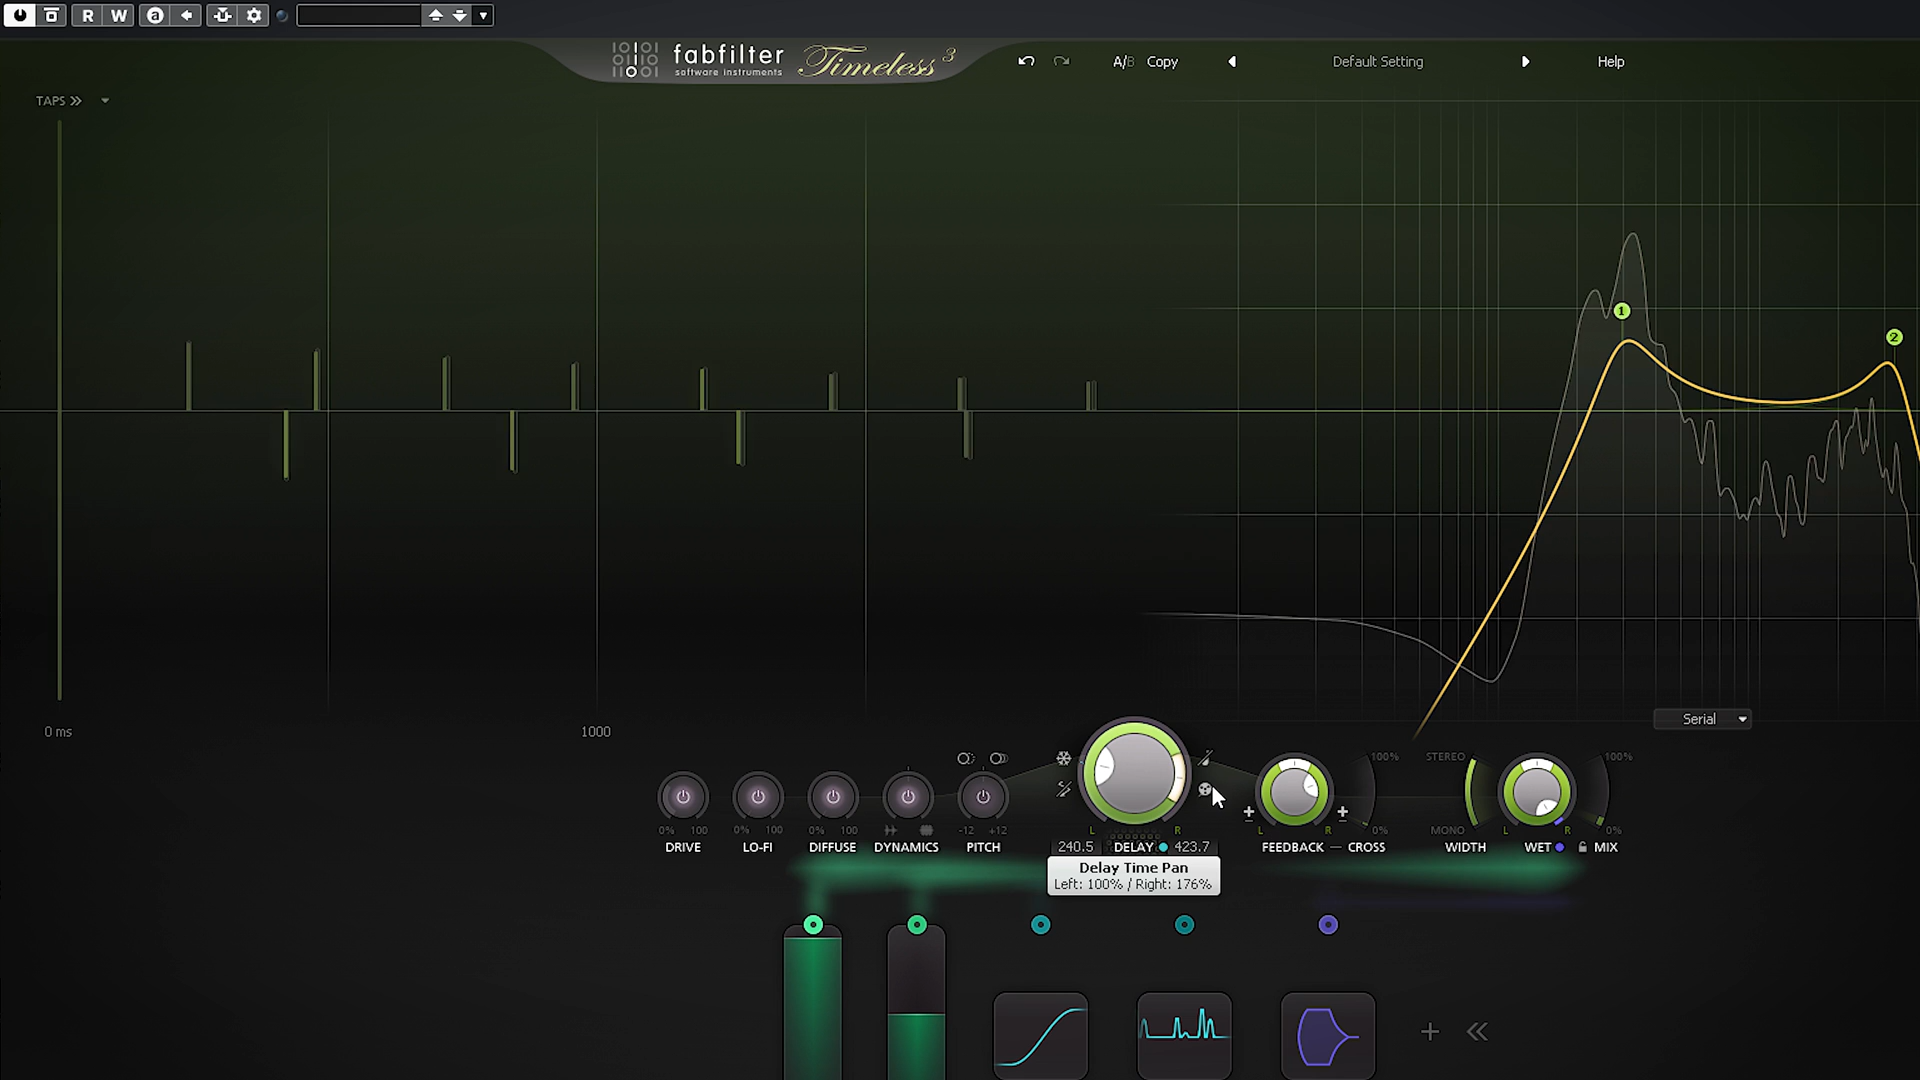 R W a
fabfilter
software instruments
Timeless 3
A/B Copy
Default Setting
Help
TAPS
1
2
0 ms
1000
Serial
100%
STEREO
100%
0% 100
0% 100
0% 100
-12 +12
L R
L R
0%
MONO
L R
0%
DRIVE
LO-FI
DIFFUSE
DYNAMICS
PITCH
240.5 DELAY 423.7
FEEDBACK — CROSS
WIDTH
WET
MIX
Delay Time Pan
Left: 100% / Right: 176%